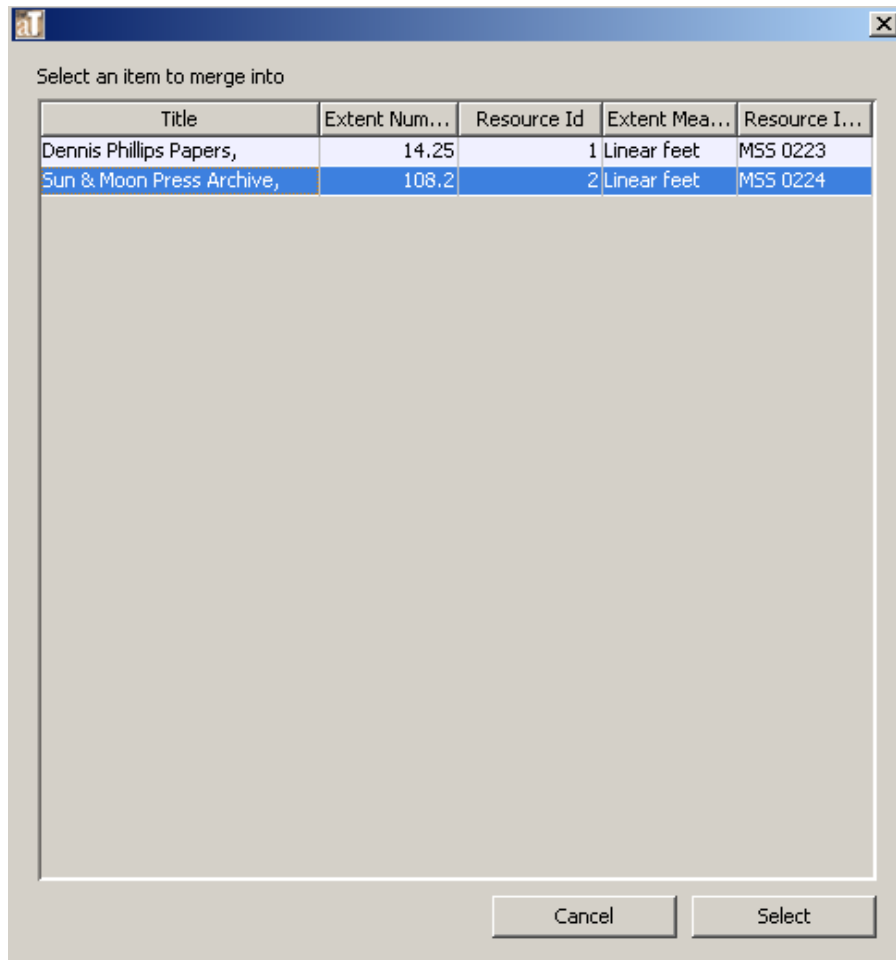 aT
Select an item to merge into
Title Extent Num... Resource Id Extent Mea... Resource I...
Dennis Phillips Papers, 14.25 1 Linear feet MSS 0223
Sun & Moon Press Archive, 108.2 2 Linear feet MSS 0224
Cancel Select